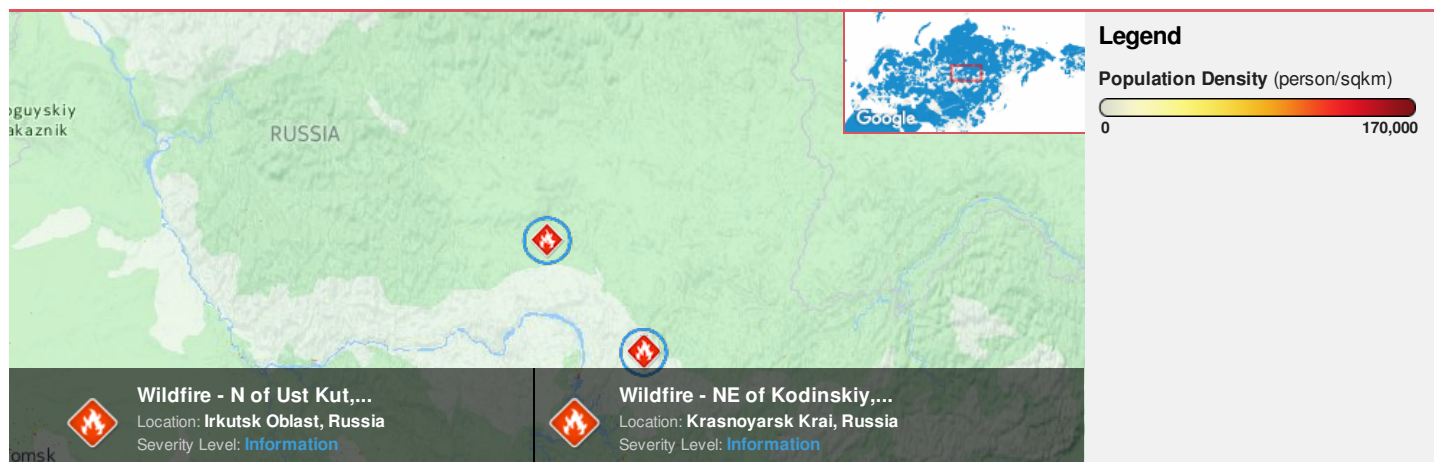 oguyskiy
akaznik
RUSSIA
Google
Legend
Population Density (person/sqkm)
0
170,000
Wildfire - N of Ust Kut,...
Location: Irkutsk Oblast, Russia
Severity Level: Information
Wildfire - NE of Kodinskiy,...
Location: Krasnoyarsk Krai, Russia
Severity Level: Information
omsk